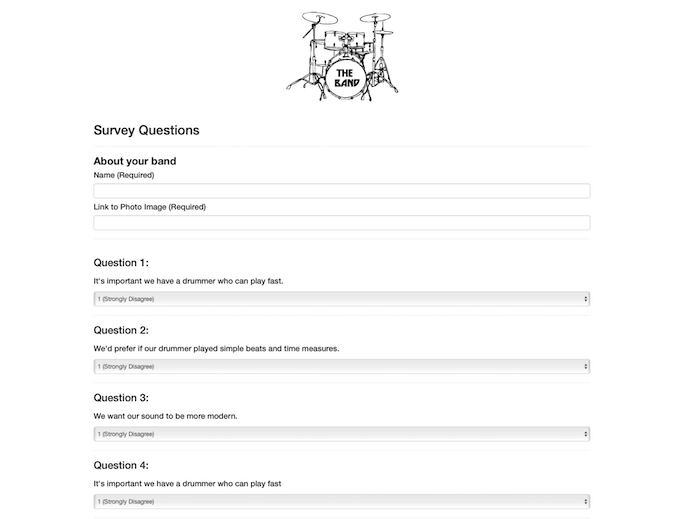 THE
BAND
Survey Questions
About your band
Name (Required)
Link to Photo Image (Required)
Question 1:
It's important we have a drummer who can play fast.
1 (Strongly Disagree)
Question 2:
We'd prefer if our drummer played simple beats and time measures.
1 (Strongly Disagree)
Question 3:
We want our sound to be more modern.
1 (Strongly Disagree)
Question 4:
It's important we have a drummer who can play fast
1 (Strongly Disagree)